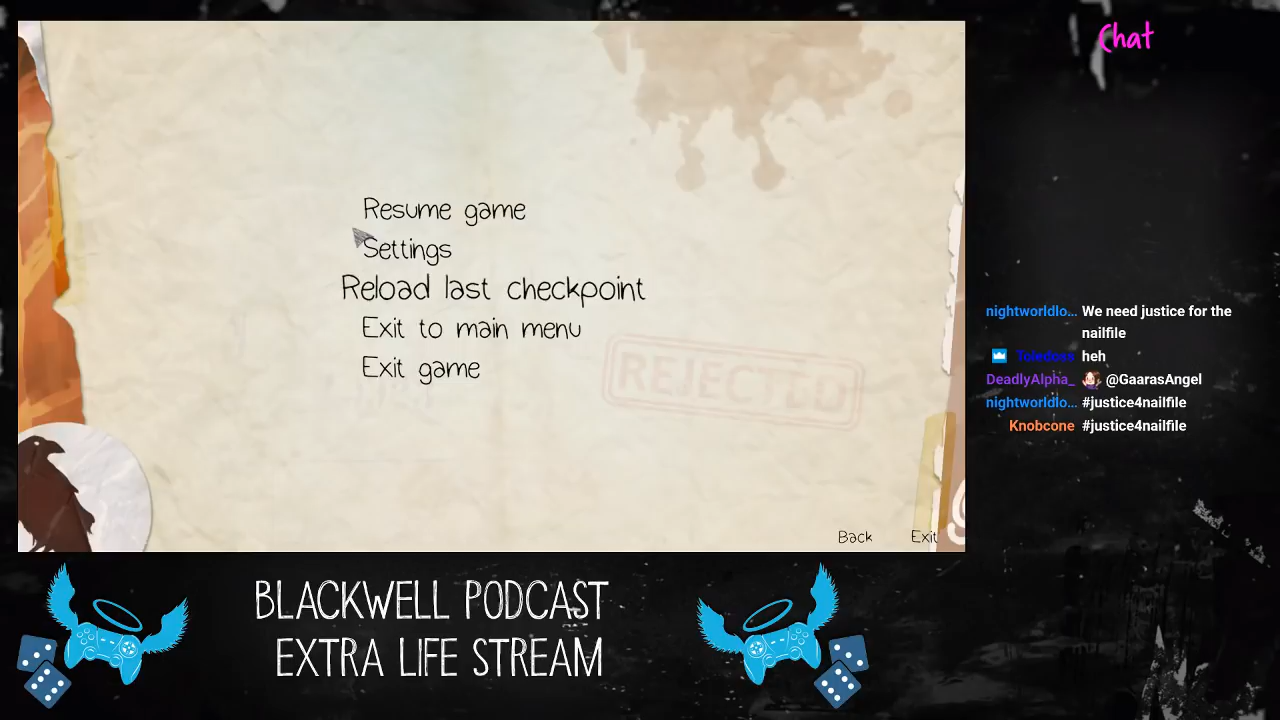 Chat
Resume game
Settings
Reload last checkpoint
Exit to main menu
Exit game
REJECTED
Back Exit
nightworldlo... We need justice for the
nailfile
Toledoss heh
DeadlyAlpha_ @GaarasAngel
nightworldlo... #justice4nailfile
Knobcone #justice4nailfile
BLACKWELL PODCAST
EXTRA LIFE STREAM